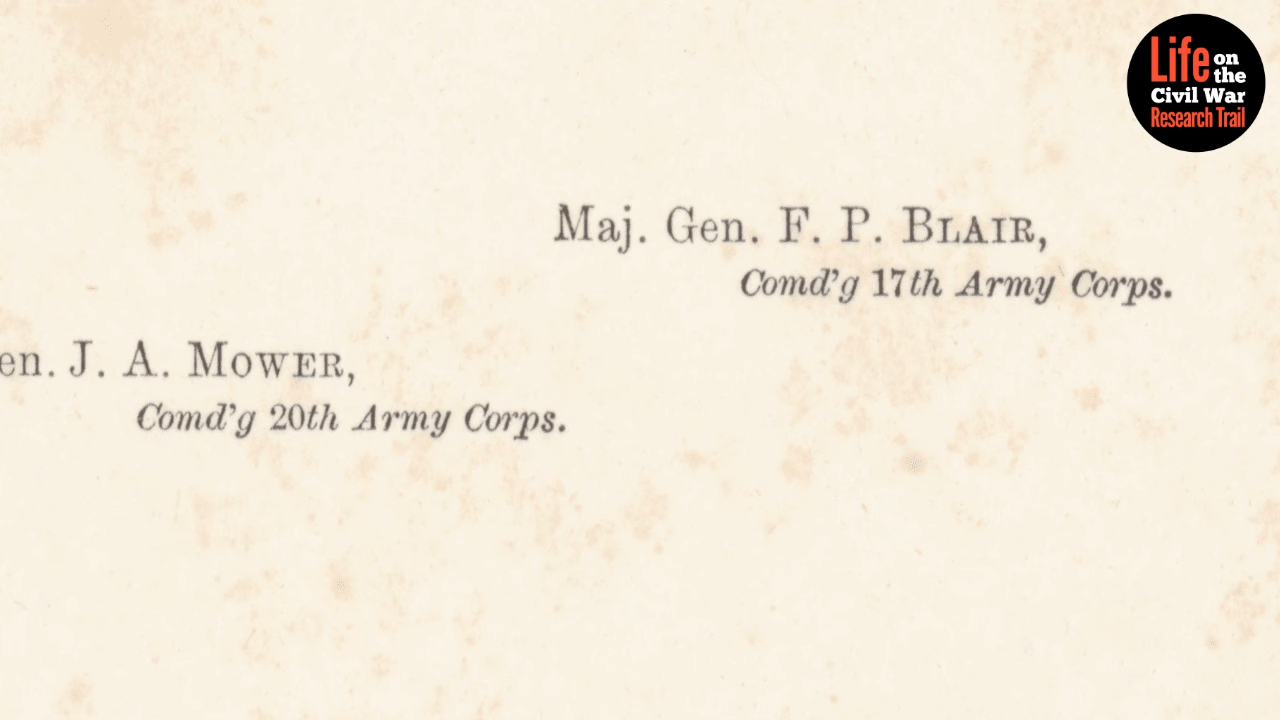 Life on
the
Civil War
Research Trail
Maj. Gen. F. P. BLAIR,
Comd'g 17th Army Corps.
en. J. A. MOWER,
Comd'g 20th Army Corps.